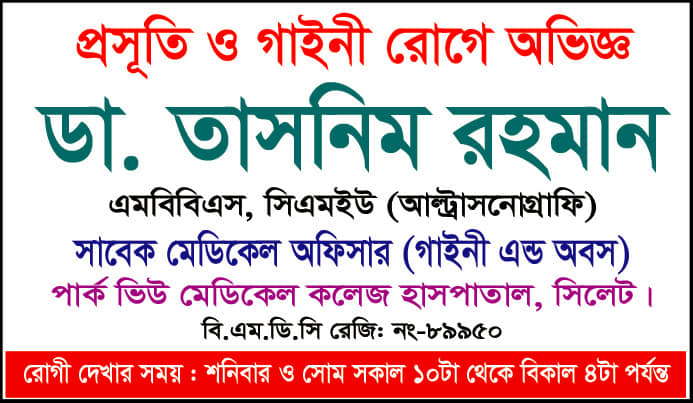 প্রসূতি ও গাইনী রোগে অভিজ্ঞ
ডা. তাসনিম রহমান
এমবিবিএস, সিএমইউ (আল্ট্রাসনোগ্রাফি)
সাবেক মেডিকেল অফিসার (গাইনী এন্ড অবস)
পার্ক ভিউ মেডিকেল কলেজ হাসপাতাল, সিলেট।
বি.এম.ডি.সি রেজি: নং-৮৯৯৫০
রোগী দেখার সময় : শনিবার ও সোম সকাল ১০টা থেকে বিকাল ৪টা পর্যন্ত